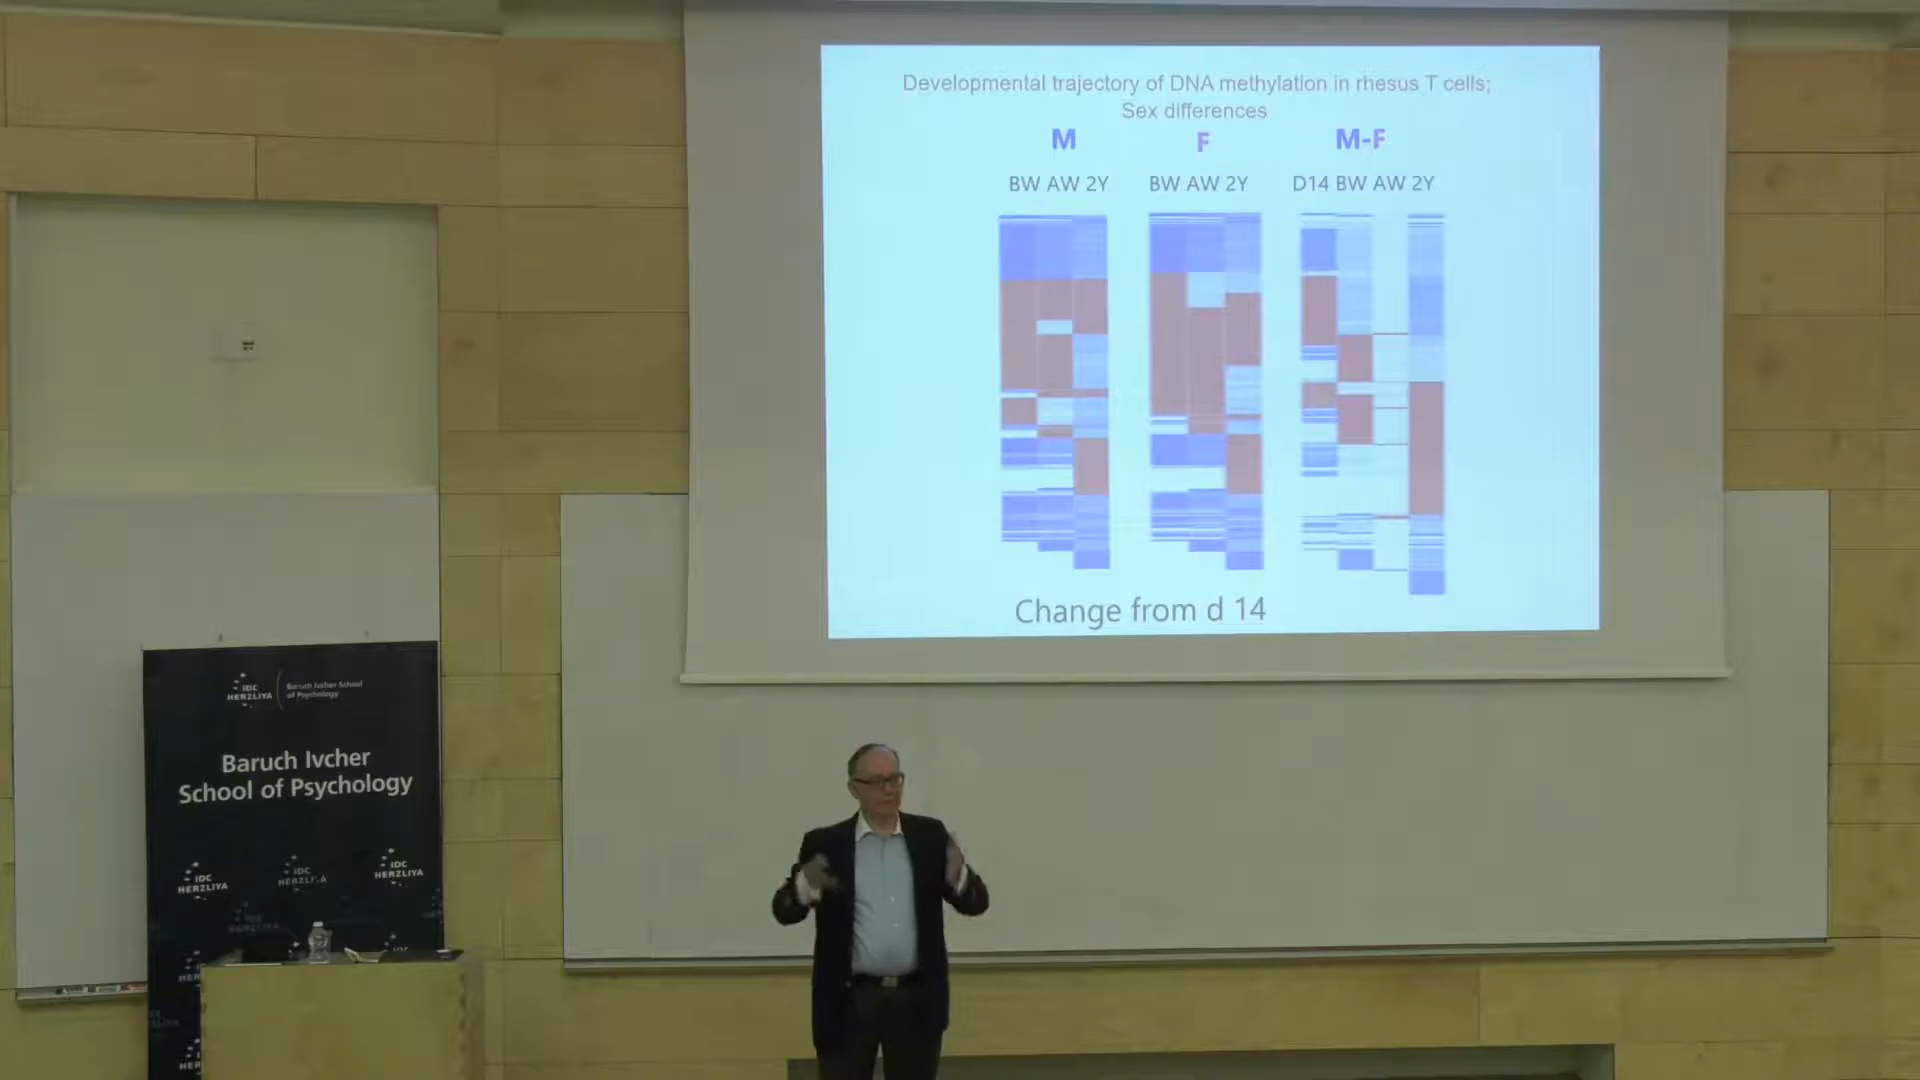 Developmental trajectory of DNA methylation in rhesus T cells;
Sex differences
M F M-F
BW AW 2Y BW AW 2Y D14 BW AW 2Y
Change from d 14
IDC
HERZLIYA
Baruch Ivcher School
of Psychology
Baruch Ivcher
School of Psychology
IDC
HERZLIYA
IDC
HERZLIYA
IDC
HERZLIYA